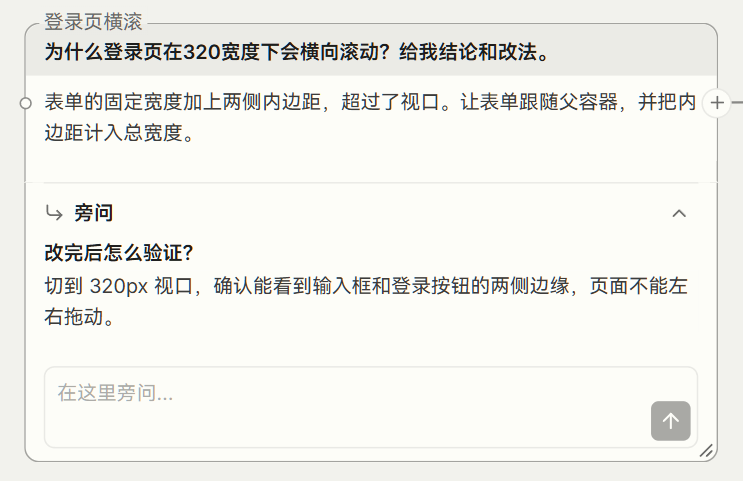 登录页横滚
为什么登录页在320宽度下会横向滚动？给我结论和改法。
表单的固定宽度加上两侧内边距，超过了视口。让表单跟随父容器，并把内
边距计入总宽度。
旁问
改完后怎么验证？
切到 320px 视口，确认能看到输入框和登录按钮的两侧边缘，页面不能左
右拖动。
在这里旁问...